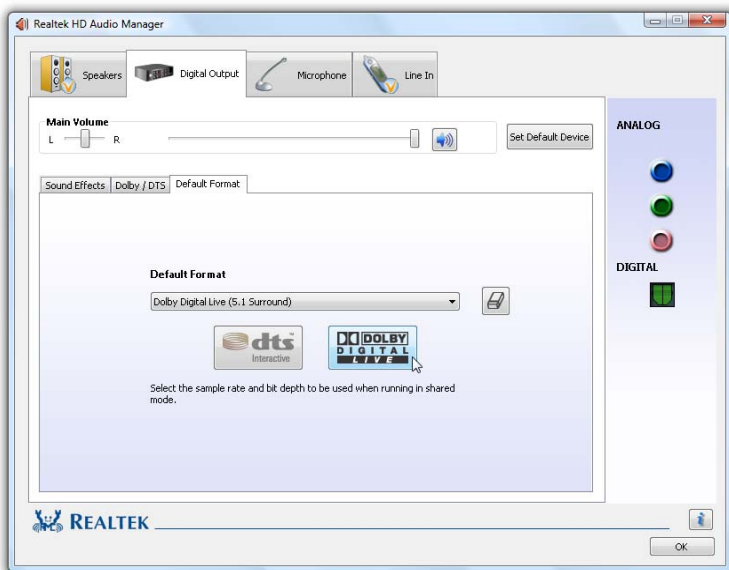 Realtek HD Audio Manager
Speakers
Digital Output
Microphone
Line In
Main Volume
L
R
Set Default Device
Sound Effects
Dolby / DTS
Default Format
Default Format
Dolby Digital Live (5.1 Surround)
dts
Interactive
DOLBY
DIGITAL
LIVE
Select the sample rate and bit depth to be used when running in shared
mode.
ANALOG
DIGITAL
REALTEK
i
OK